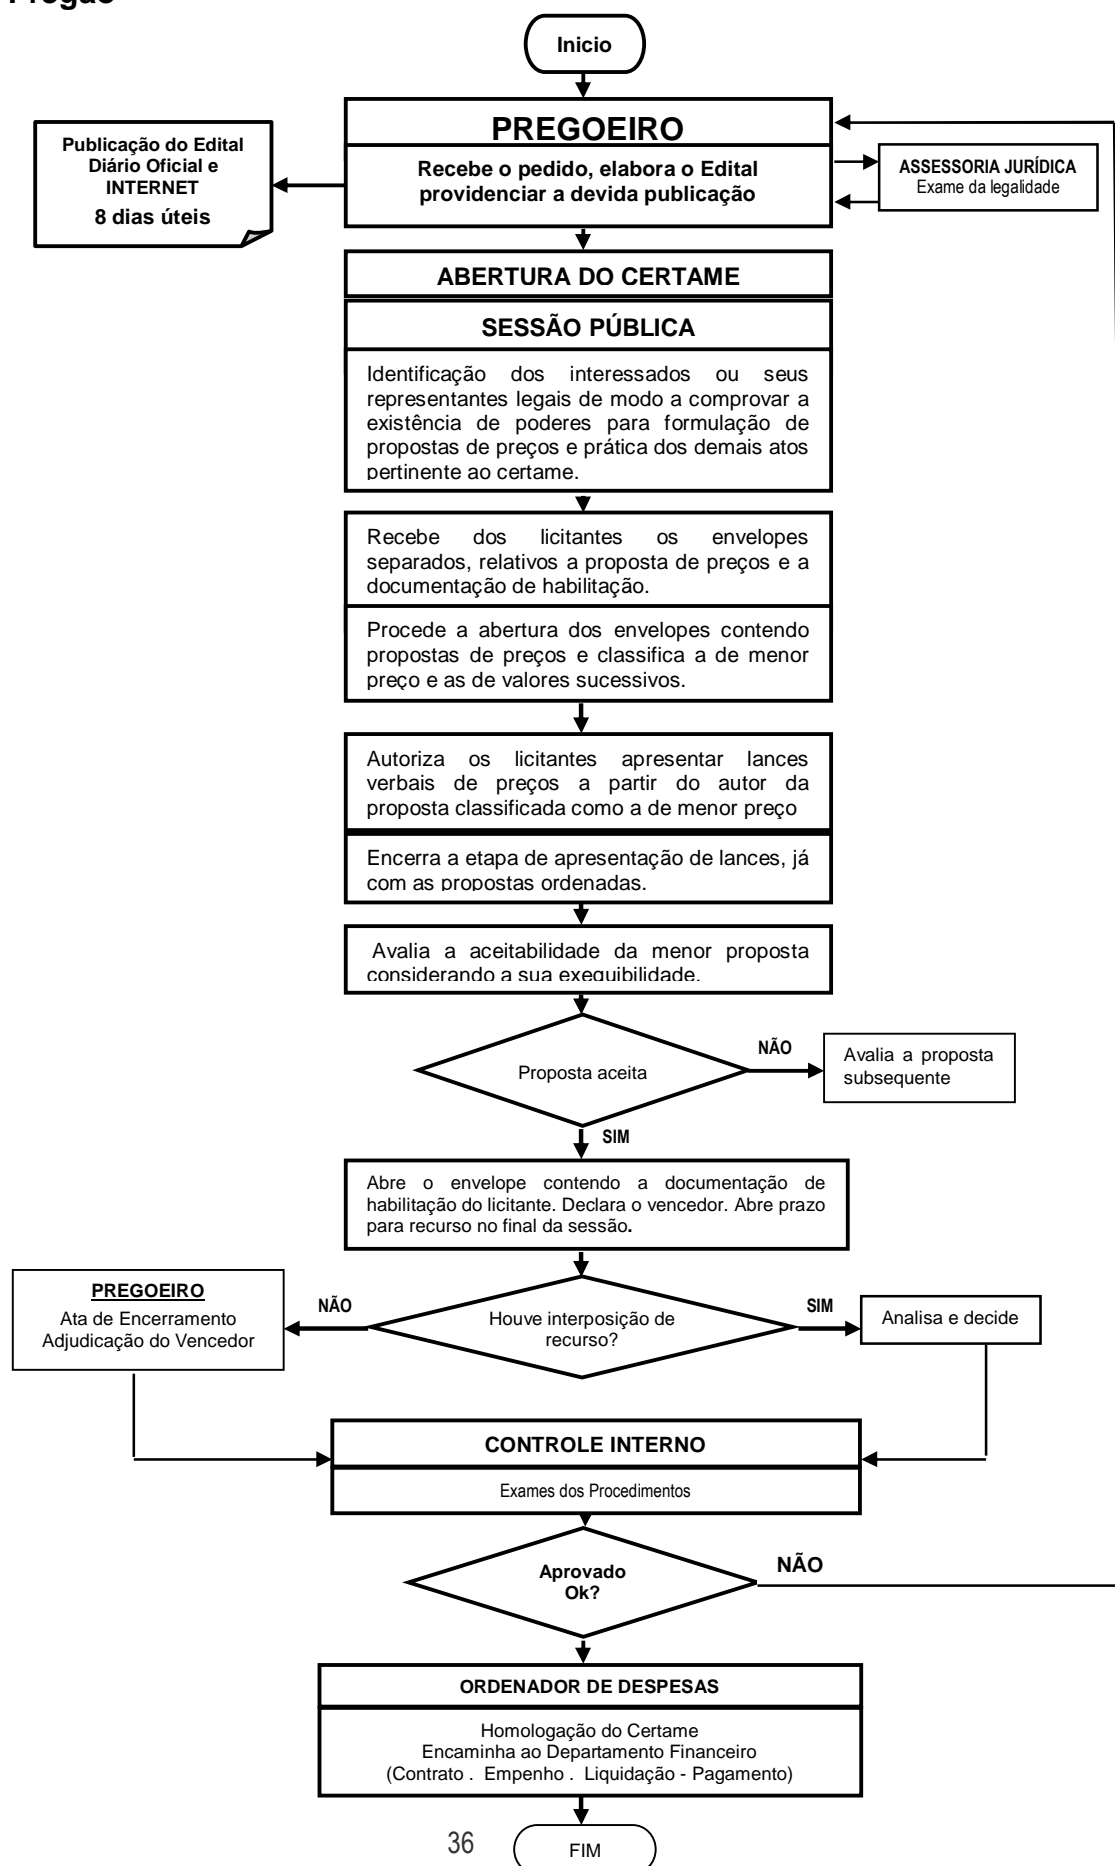 Pregão
Inicio
PREGOEIRO
Recebe o pedido, elabora o Edital
providenciar a devida publicação
Publicação do Edital
Diário Oficial e
INTERNET
8 dias úteis
ASSESSORIA JURÍDICA
Exame da legalidade
ABERTURA DO CERTAME
SESSÃO PÚBLICA
Identificação dos interessados ou seus
representantes legais de modo a comprovar a
existência de poderes para formulação de
propostas de preços e prática dos demais atos
pertinente ao certame.
Recebe dos licitantes os envelopes
separados, relativos a proposta de preços e a
documentação de habilitação.
Procede a abertura dos envelopes contendo
propostas de preços e classifica a de menor
preço e as de valores sucessivos.
Autoriza os licitantes apresentar lances
verbais de preços a partir do autor da
proposta classificada como a de menor preço
Encerra a etapa de apresentação de lances, já
com as propostas ordenadas.
Avalia a aceitabilidade da menor proposta
considerando a sua exequibilidade.
Proposta aceita
NÃO
Avalia a proposta
subsequente
SIM
Abre o envelope contendo a documentação de
habilitação do licitante. Declara o vencedor. Abre prazo
para recurso no final da sessão.
PREGOEIRO
Ata de Encerramento
Adjudicação do Vencedor
NÃO
Houve interposição de
recurso?
SIM
Analisa e decide
CONTROLE INTERNO
Exames dos Procedimentos
Aprovado
Ok?
NÃO
ORDENADOR DE DESPESAS
Homologação do Certame
Encaminha ao Departamento Financeiro
(Contrato . Empenho . Liquidação - Pagamento)
36
FIM